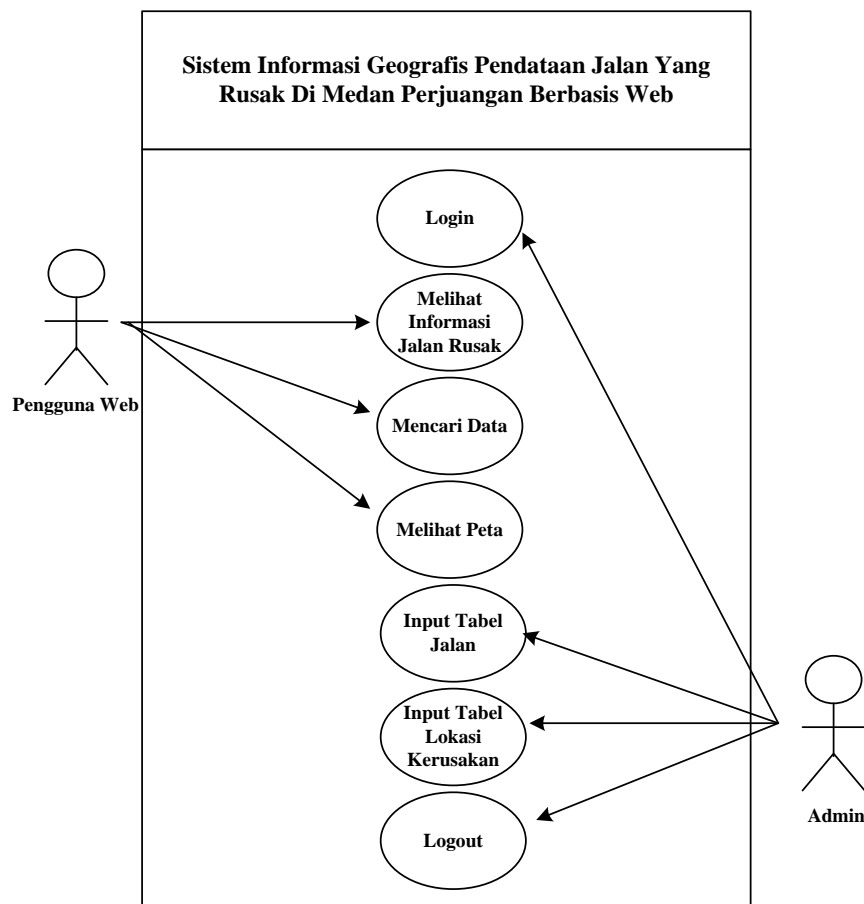 Sistem Informasi Geografis Pendataan Jalan Yang
Rusak Di Medan Perjuangan Berbasis Web
Login
Melihat
Informasi
Jalan Rusak
Pengguna Web
Mencari Data
Melihat Peta
Input Tabel
Jalan
Input Tabel
Lokasi
Kerusakan
Admin
Logout